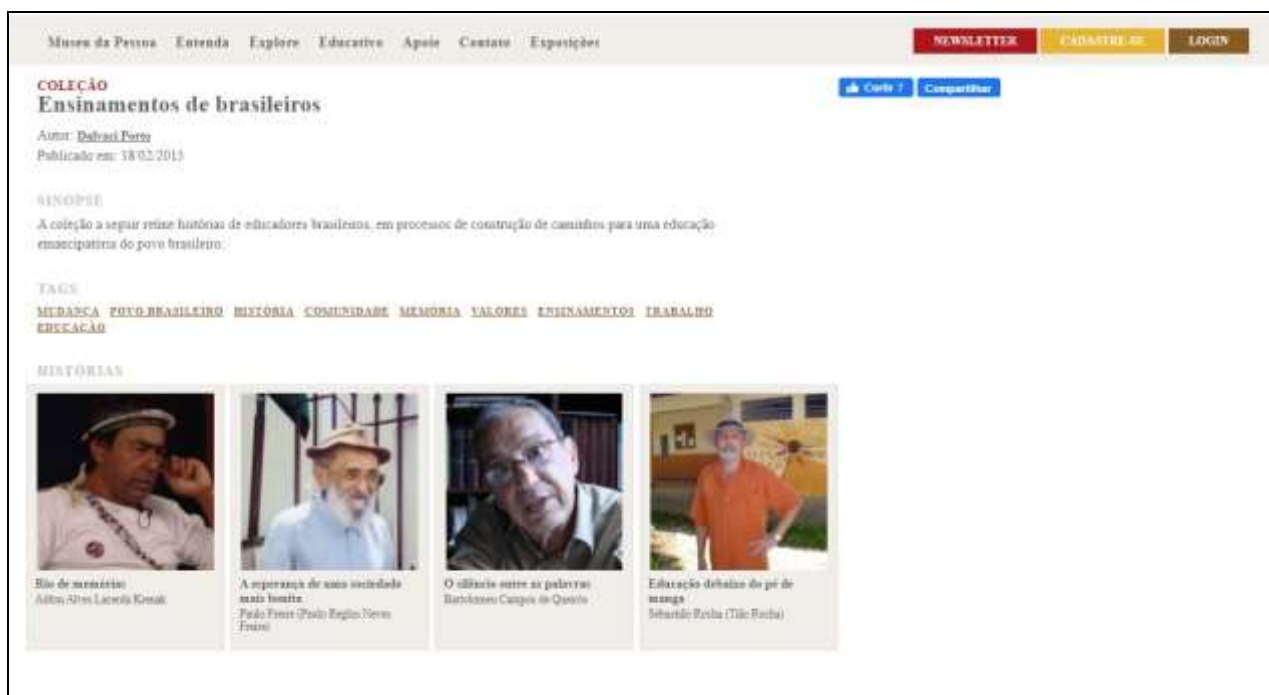 Museu da Pessoa Entenda Explore Educativo Apoie Contato Exposições
NEWSLETTER CADASTRE-SE LOGIN
COLEÇÃO
Ensinamentos de brasileiros
Curtir 7 Compartilhar
Autor: Dalvaci Porto
Publicado em: 18/02/2015
SINOPSE
A coleção a seguir reúne histórias de educadores brasileiros, em processos de construção de caminhos para uma educação
emancipatória do povo brasileiro.
TAGS
MUDANÇA POVO BRASILEIRO HISTÓRIA COMUNIDADE MEMÓRIA VALORES ENSINAMENTOS TRABALHO
EDUCAÇÃO
HISTÓRIAS
Rio de memórias
Ailton Alves Lacerda Krenak
A esperança de uma sociedade
mais bonita
Paulo Freire (Paulo Reglus Neves
Freire)
O silêncio entre as palavras
Bartolomeu Campos de Queirós
Educação debaixo do pé de
manga
Sebastião Rocha (Tião Rocha)